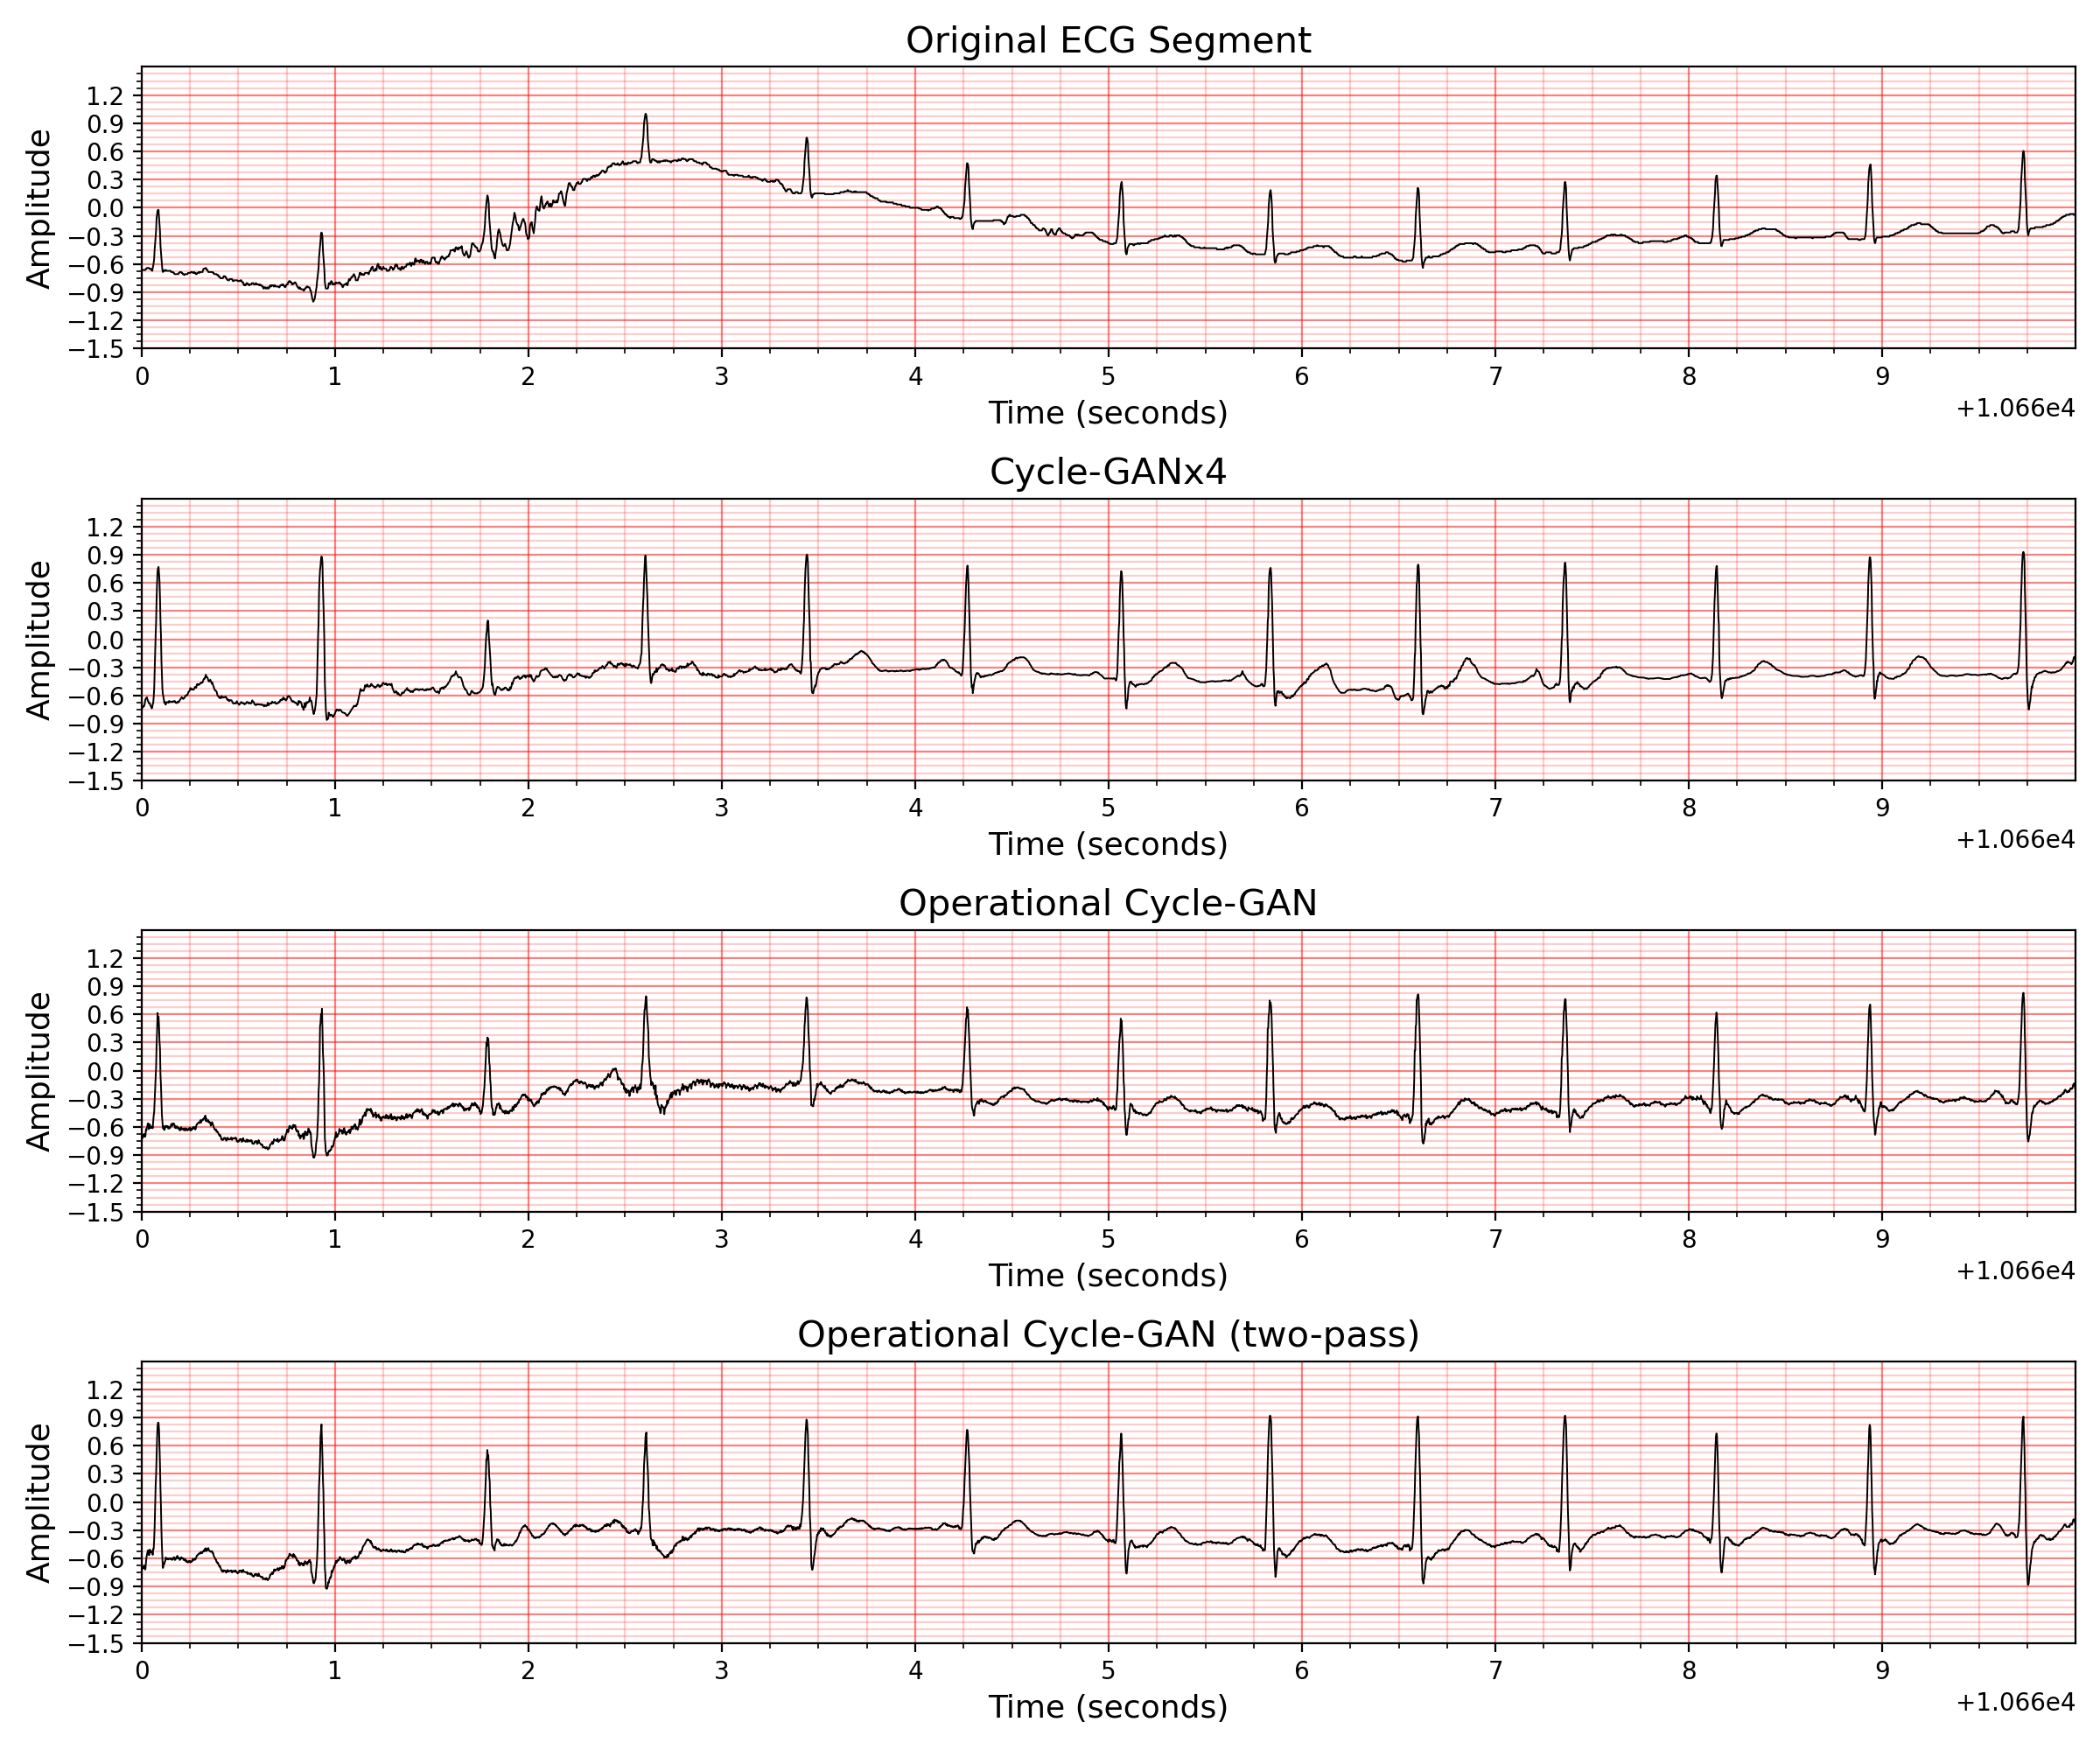 Original ECG Segment
Amplitude
1.2
0.9
0.6
0.3
0.0
−0.3
−0.6
−0.9
−1.2
−1.5
0 1 2 3 4 5 6 7 8 9
Time (seconds)
+1.066e4
Cycle-GANx4
Amplitude
1.2
0.9
0.6
0.3
0.0
−0.3
−0.6
−0.9
−1.2
−1.5
0 1 2 3 4 5 6 7 8 9
Time (seconds)
+1.066e4
Operational Cycle-GAN
Amplitude
1.2
0.9
0.6
0.3
0.0
−0.3
−0.6
−0.9
−1.2
−1.5
0 1 2 3 4 5 6 7 8 9
Time (seconds)
+1.066e4
Operational Cycle-GAN (two-pass)
Amplitude
1.2
0.9
0.6
0.3
0.0
−0.3
−0.6
−0.9
−1.2
−1.5
0 1 2 3 4 5 6 7 8 9
Time (seconds)
+1.066e4